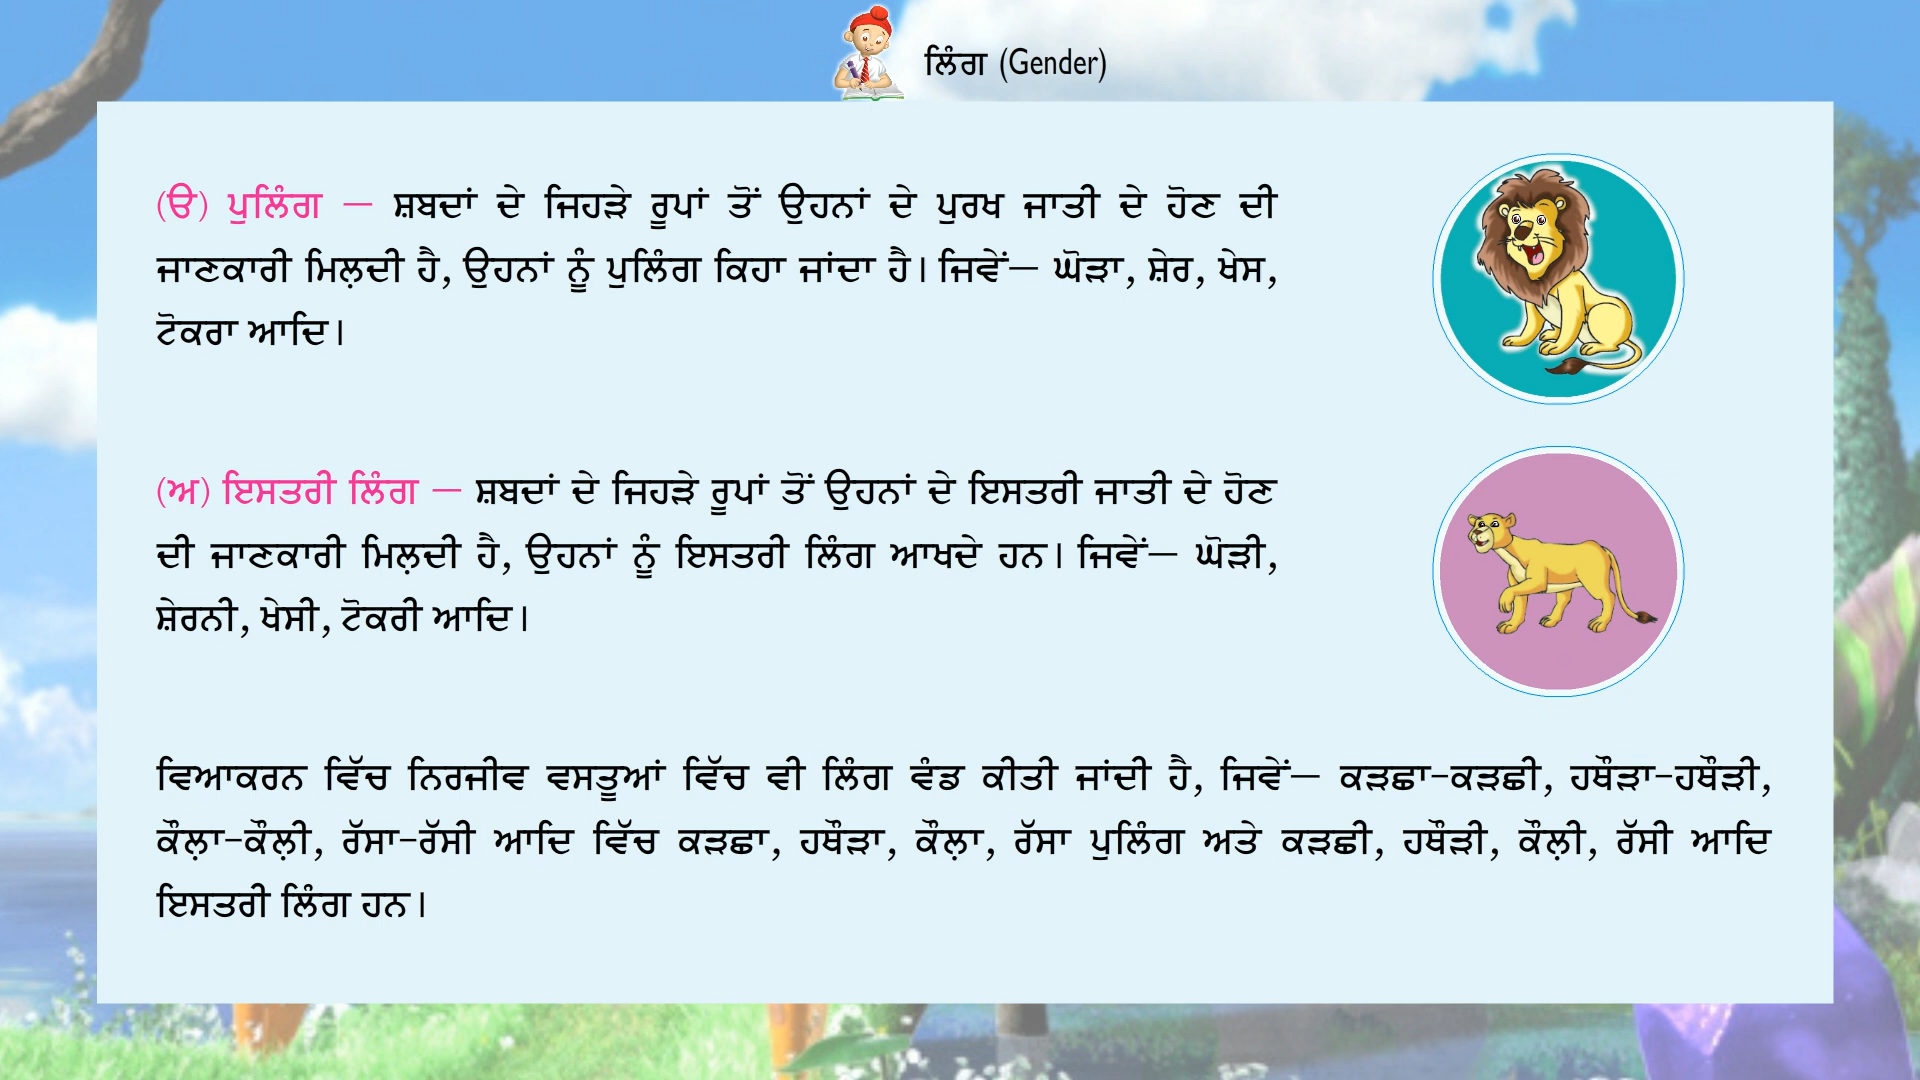 ਲਿੰਗ (Gender)
(ੳ) ਪੁਲਿੰਗ — ਸ਼ਬਦਾਂ ਦੇ ਜਿਹੜੇ ਰੂਪਾਂ ਤੋਂ ਉਹਨਾਂ ਦੇ ਪੁਰਖ ਜਾਤੀ ਦੇ ਹੋਣ ਦੀ
ਜਾਣਕਾਰੀ ਮਿਲ਼ਦੀ ਹੈ, ਉਹਨਾਂ ਨੂੰ ਪੁਲਿੰਗ ਕਿਹਾ ਜਾਂਦਾ ਹੈ। ਜਿਵੇਂ— ਘੋੜਾ, ਸ਼ੇਰ, ਖੇਸ,
ਟੋਕਰਾ ਆਦਿ।
(ਅ) ਇਸਤਰੀ ਲਿੰਗ — ਸ਼ਬਦਾਂ ਦੇ ਜਿਹੜੇ ਰੂਪਾਂ ਤੋਂ ਉਹਨਾਂ ਦੇ ਇਸਤਰੀ ਜਾਤੀ ਦੇ ਹੋਣ
ਦੀ ਜਾਣਕਾਰੀ ਮਿਲ਼ਦੀ ਹੈ, ਉਹਨਾਂ ਨੂੰ ਇਸਤਰੀ ਲਿੰਗ ਆਖਦੇ ਹਨ। ਜਿਵੇਂ— ਘੋੜੀ,
ਸ਼ੇਰਨੀ, ਖੇਸੀ, ਟੋਕਰੀ ਆਦਿ।
ਵਿਆਕਰਨ ਵਿੱਚ ਨਿਰਜੀਵ ਵਸਤੂਆਂ ਵਿੱਚ ਵੀ ਲਿੰਗ ਵੰਡ ਕੀਤੀ ਜਾਂਦੀ ਹੈ, ਜਿਵੇਂ— ਕੜਛਾ-ਕੜਛੀ, ਹਥੌੜਾ-ਹਥੌੜੀ,
ਕੌਲ਼ਾ-ਕੌਲ਼ੀ, ਰੱਸਾ-ਰੱਸੀ ਆਦਿ ਵਿੱਚ ਕੜਛਾ, ਹਥੌੜਾ, ਕੌਲ਼ਾ, ਰੱਸਾ ਪੁਲਿੰਗ ਅਤੇ ਕੜਛੀ, ਹਥੌੜੀ, ਕੌਲ਼ੀ, ਰੱਸੀ ਆਦਿ
ਇਸਤਰੀ ਲਿੰਗ ਹਨ।